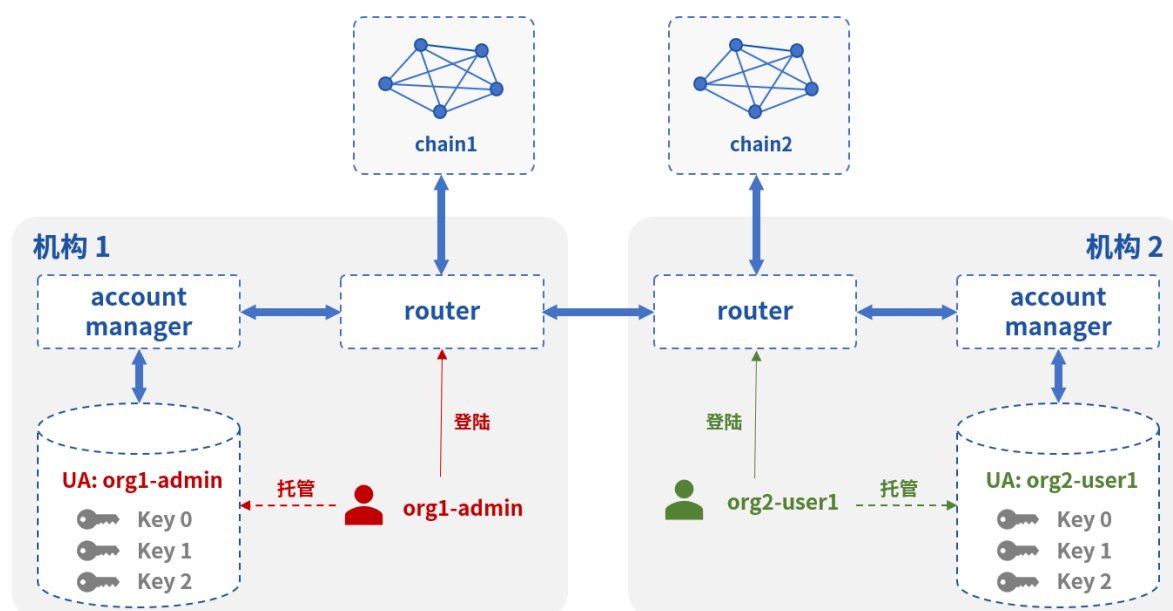 chain1
chain2
机构 1
机构 2
account
manager
router
router
account
manager
登陆
登陆
UA: org1-admin
托管
org1-admin
org2-user1
托管
UA: org2-user1
Key 0
Key 1
Key 2
Key 0
Key 1
Key 2